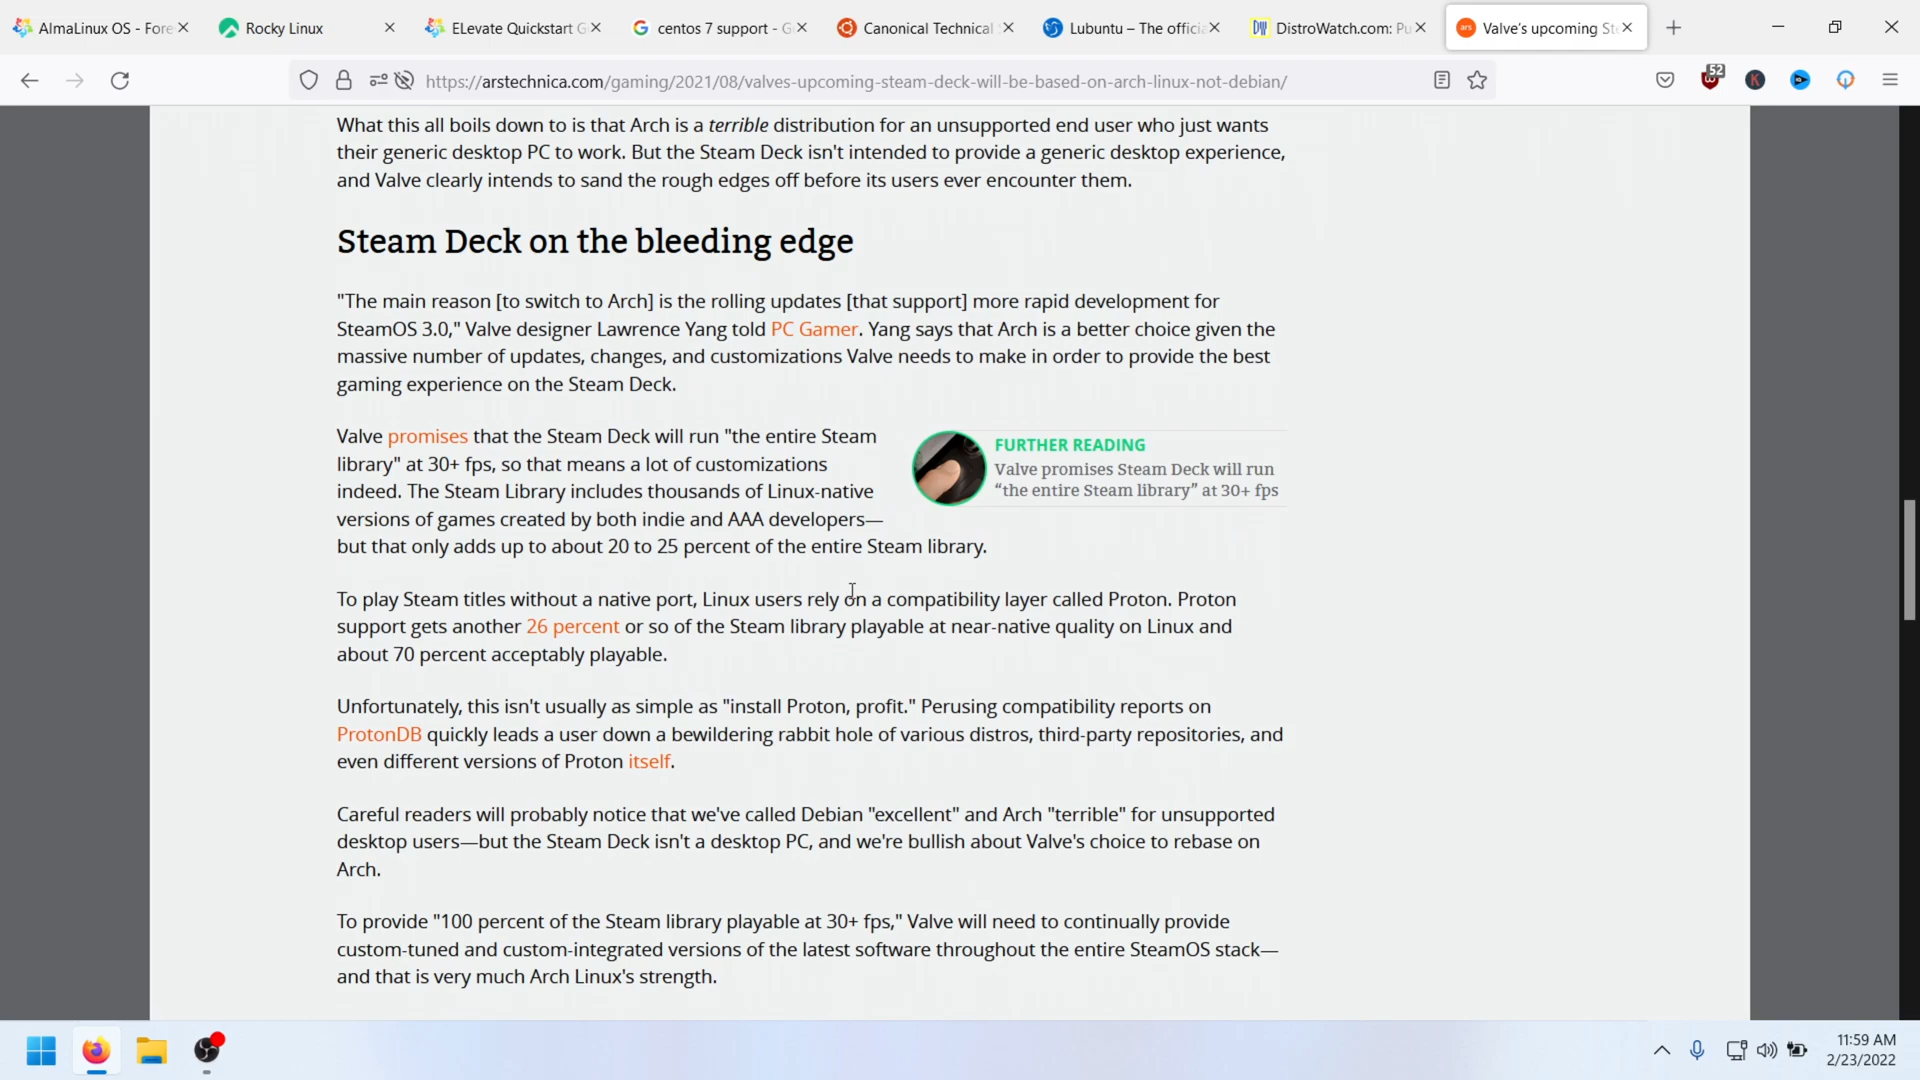 AlmaLinux OS - Fore
Rocky Linux
ELevate Quickstart G
centos 7 support - G
Canonical Technical
Lubuntu – The officia
DistroWatch.com: Pu
Valve's upcoming St
https://arstechnica.com/gaming/2021/08/valves-upcoming-steam-deck-will-be-based-on-arch-linux-not-debian/
52
K
What this all boils down to is that Arch is a terrible distribution for an unsupported end user who just wants
their generic desktop PC to work. But the Steam Deck isn't intended to provide a generic desktop experience,
and Valve clearly intends to sand the rough edges off before its users ever encounter them.
Steam Deck on the bleeding edge
"The main reason [to switch to Arch] is the rolling updates [that support] more rapid development for
SteamOS 3.0," Valve designer Lawrence Yang told PC Gamer. Yang says that Arch is a better choice given the
massive number of updates, changes, and customizations Valve needs to make in order to provide the best
gaming experience on the Steam Deck.
Valve promises that the Steam Deck will run "the entire Steam
library" at 30+ fps, so that means a lot of customizations
indeed. The Steam Library includes thousands of Linux-native
versions of games created by both indie and AAA developers—
but that only adds up to about 20 to 25 percent of the entire Steam library.
FURTHER READING
Valve promises Steam Deck will run
“the entire Steam library” at 30+ fps
To play Steam titles without a native port, Linux users rely on a compatibility layer called Proton. Proton
support gets another 26 percent or so of the Steam library playable at near-native quality on Linux and
about 70 percent acceptably playable.
Unfortunately, this isn't usually as simple as "install Proton, profit." Perusing compatibility reports on
ProtonDB quickly leads a user down a bewildering rabbit hole of various distros, third-party repositories, and
even different versions of Proton itself.
Careful readers will probably notice that we've called Debian "excellent" and Arch "terrible" for unsupported
desktop users—but the Steam Deck isn't a desktop PC, and we're bullish about Valve's choice to rebase on
Arch.
To provide "100 percent of the Steam library playable at 30+ fps," Valve will need to continually provide
custom-tuned and custom-integrated versions of the latest software throughout the entire SteamOS stack—
and that is very much Arch Linux's strength.
11:59 AM
2/23/2022